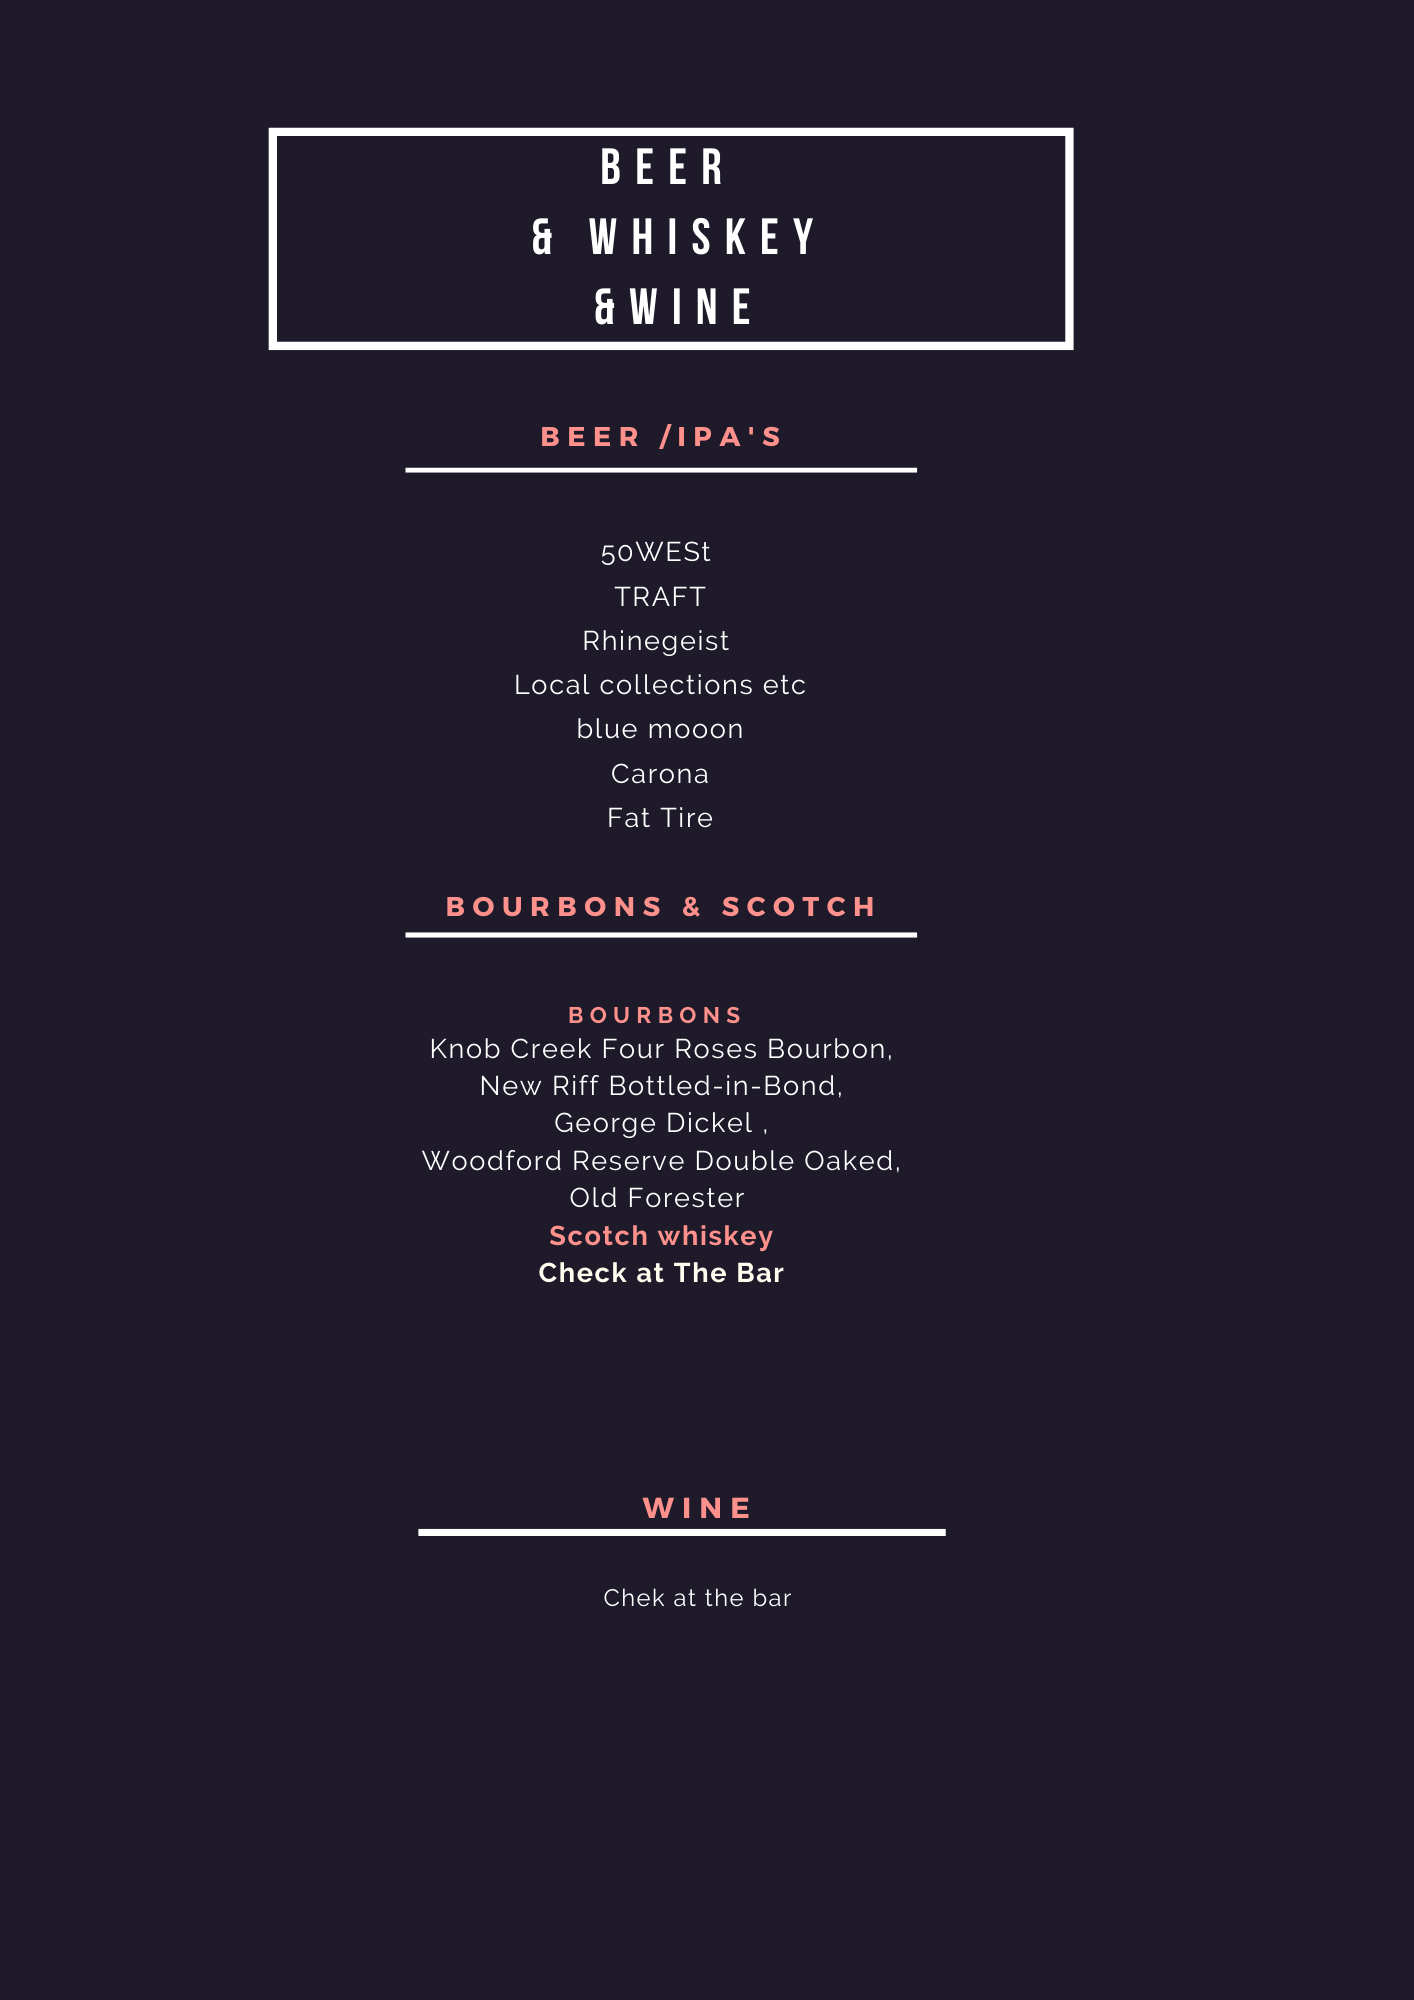 BEER
& WHISKEY
&WINE
BEER /IPA'S
50WESt
TRAFT
Rhinegeist
Local collections etc
blue mooon
Carona
Fat Tire
BOURBONS & SCOTCH
BOURBONS
Knob Creek Four Roses Bourbon,
New Riff Bottled-in-Bond,
George Dickel ,
Woodford Reserve Double Oaked,
Old Forester
Scotch whiskey
Check at The Bar
WINE
Chek at the bar